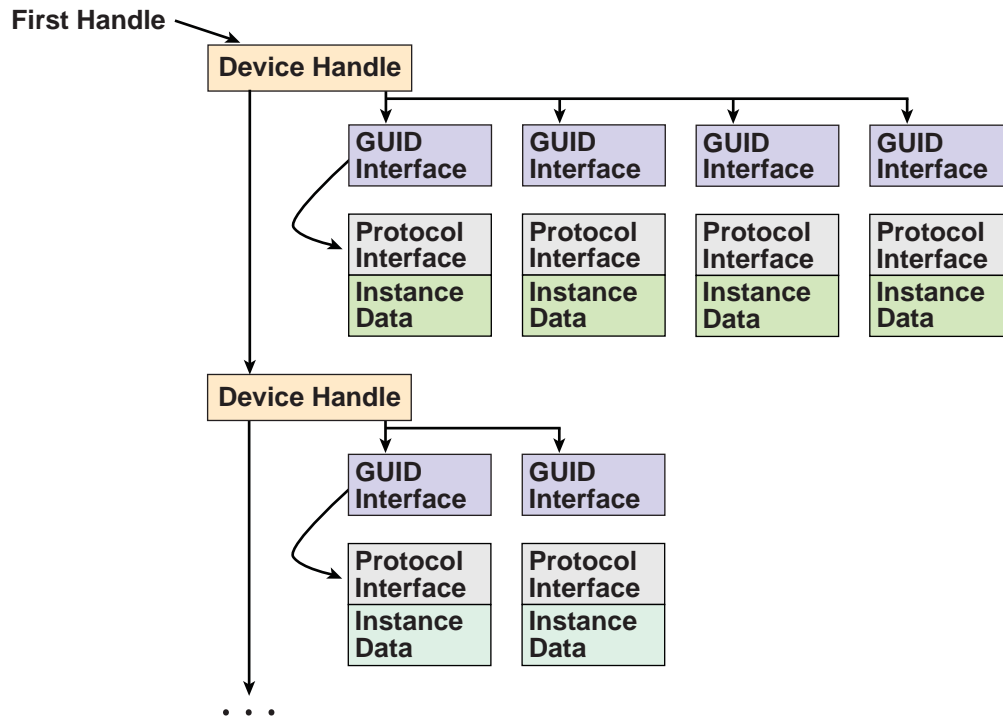 First Handle
Device Handle
GUID
Interface
GUID
Interface
GUID
Interface
GUID
Interface
Protocol
Interface
Protocol
Interface
Protocol
Interface
Protocol
Interface
Instance
Data
Instance
Data
Instance
Data
Instance
Data
Device Handle
GUID
Interface
GUID
Interface
Protocol
Interface
Protocol
Interface
Instance
Data
Instance
Data
. . .